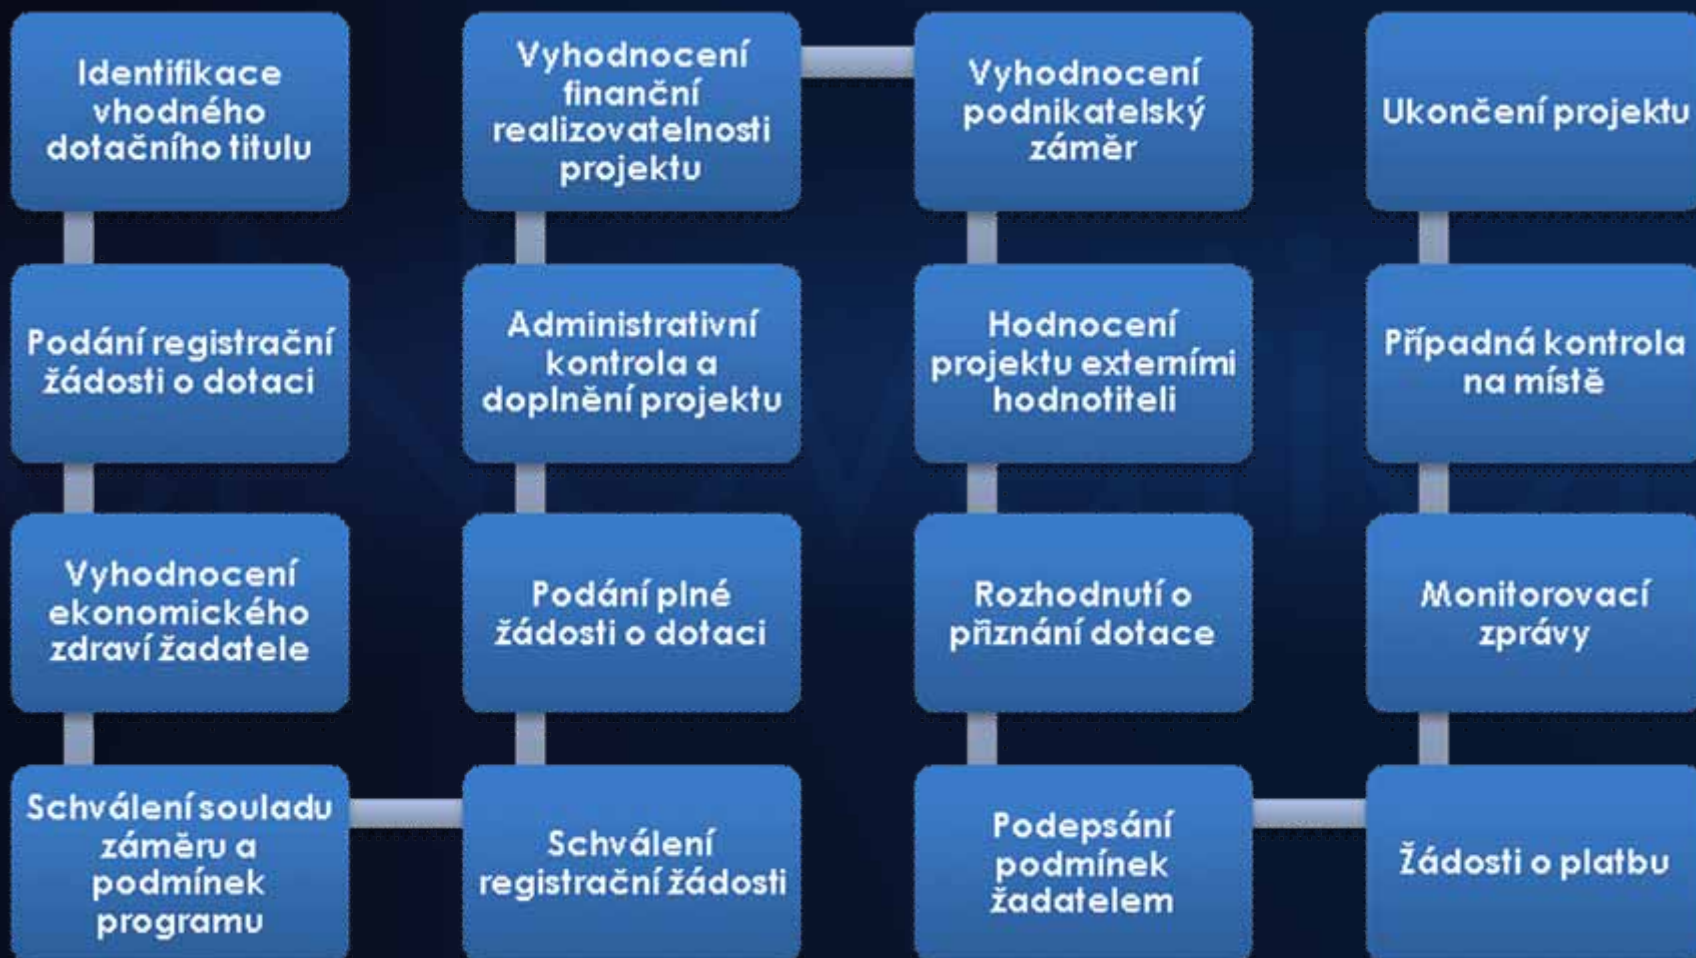 Identifikace
vhodného
dotačního titulu
Podání registrační
žádosti o dotaci
Vyhodnocení
ekonomického
zdraví žadatele
Schválení souladu
záměru a
podmínek
programu
Schválení
registrační žádosti
Podání plné
žádosti o dotaci
Administrativní
kontrola a
doplnění projektu
Vyhodnocení
finanční
realizovatelnosti
projektu
Vyhodnocení
podnikatelský
záměr
Hodnocení
projektu externími
hodnotiteli
Rozhodnutí o
přiznání dotace
Podepsání
podmínek
žadatelem
Žádosti o platbu
Monitorovací
zprávy
Případná kontrola
na místě
Ukončení projektu